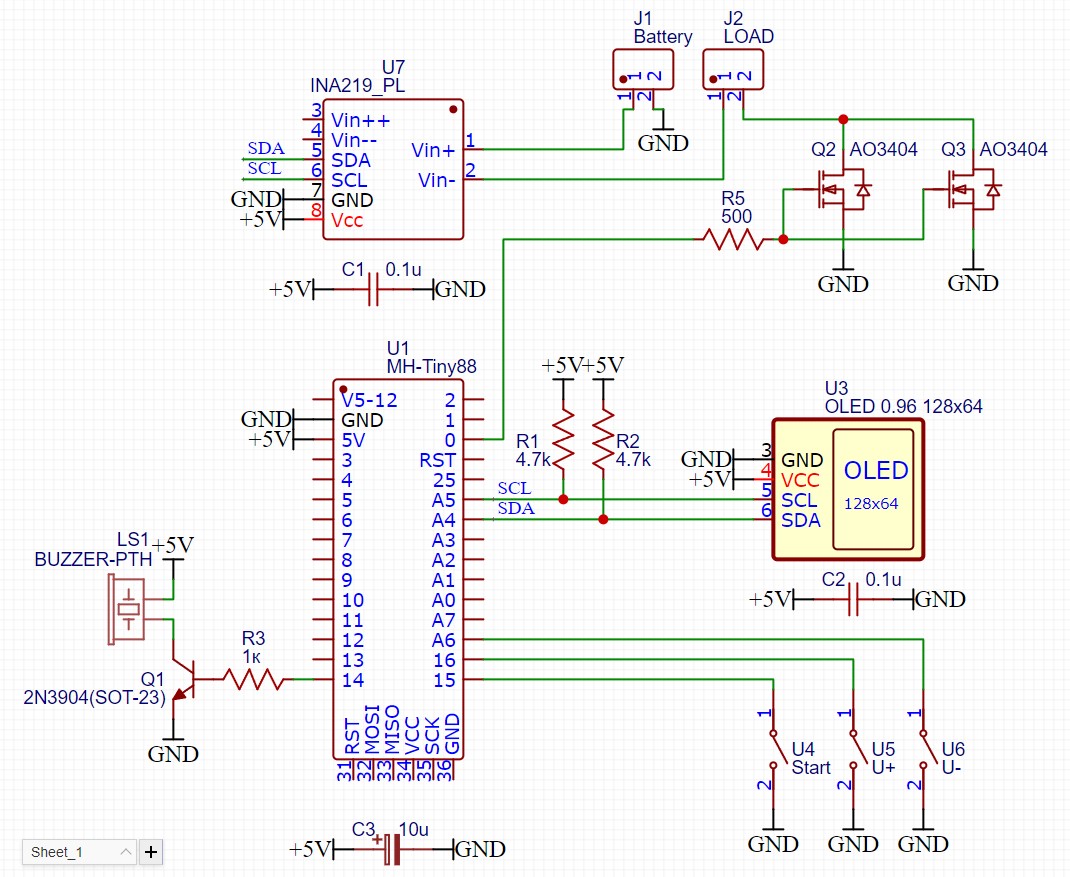 J1
Battery
1 2
1 2
GND
J2
LOAD
1 2
1 2
U7
INA219_PL
3 Vin++
4 Vin--
SDA 5 SDA
SCL 6 SCL
GND 7 GND
+5V 8 Vcc
Vin+ 1
Vin- 2
Q2 AO3404
Q3 AO3404
R5
500
GND
GND
C1 0.1u
+5V GND
U1
MH-Tiny88
V5-12
GND GND
+5V 5V
3
4
5
6
7
8
9
10
11
12
13
14
2
1
0
RST
25
A5
A4
A3
A2
A1
A0
A7
A6
16
15
RST
MOSI
MISO
VCC
SCK
GND
31
32
33
34
35
36
+5V +5V
R1
4.7k
R2
4.7k
SCL
SDA
U3
OLED 0.96 128x64
GND 3 GND
+5V 4 VCC
5 SCL
6 SDA
OLED
128x64
C2 0.1u
+5V GND
LS1 +5V
BUZZER-PTH
R3
1к
Q1
2N3904(SOT-23)
GND
1
2
U4
Start
GND
1
2
U5
U+
GND
1
2
U6
U-
GND
C3 + 10u
+5V GND
Sheet_1
+